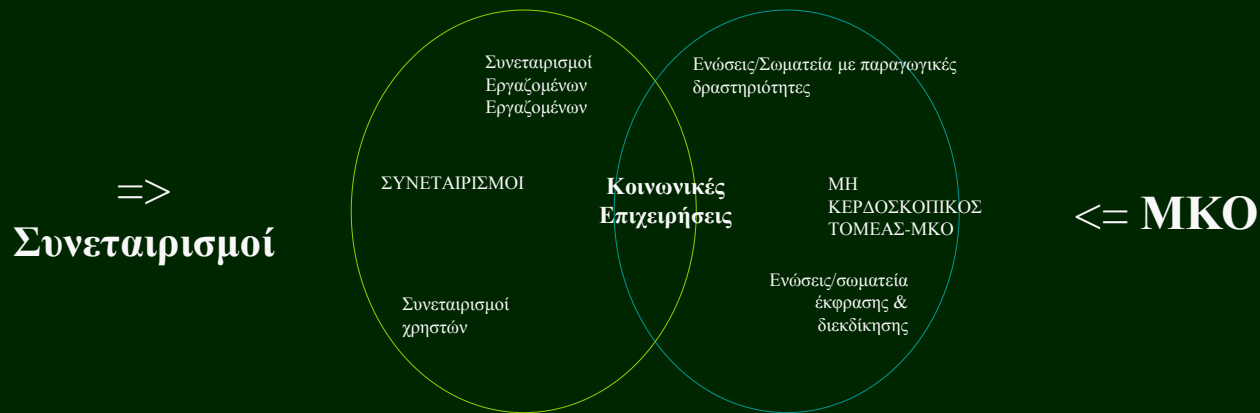 =>
Συνεταιρισμοί
Συνεταιρισμοί
Εργαζομένων
Εργαζομένων
ΣΥΝΕΤΑΙΡΙΣΜΟΙ
Συνεταιρισμοί
χρηστών
Κοινωνικές
Επιχειρήσεις
Ενώσεις/Σωματεία με παραγωγικές
δραστηριότητες
ΜΗ
ΚΕΡΔΟΣΚΟΠΙΚΟΣ
ΤΟΜΕΑΣ-ΜΚΟ
Ενώσεις/σωματεία
έκφρασης &
διεκδίκησης
<= ΜΚΟ